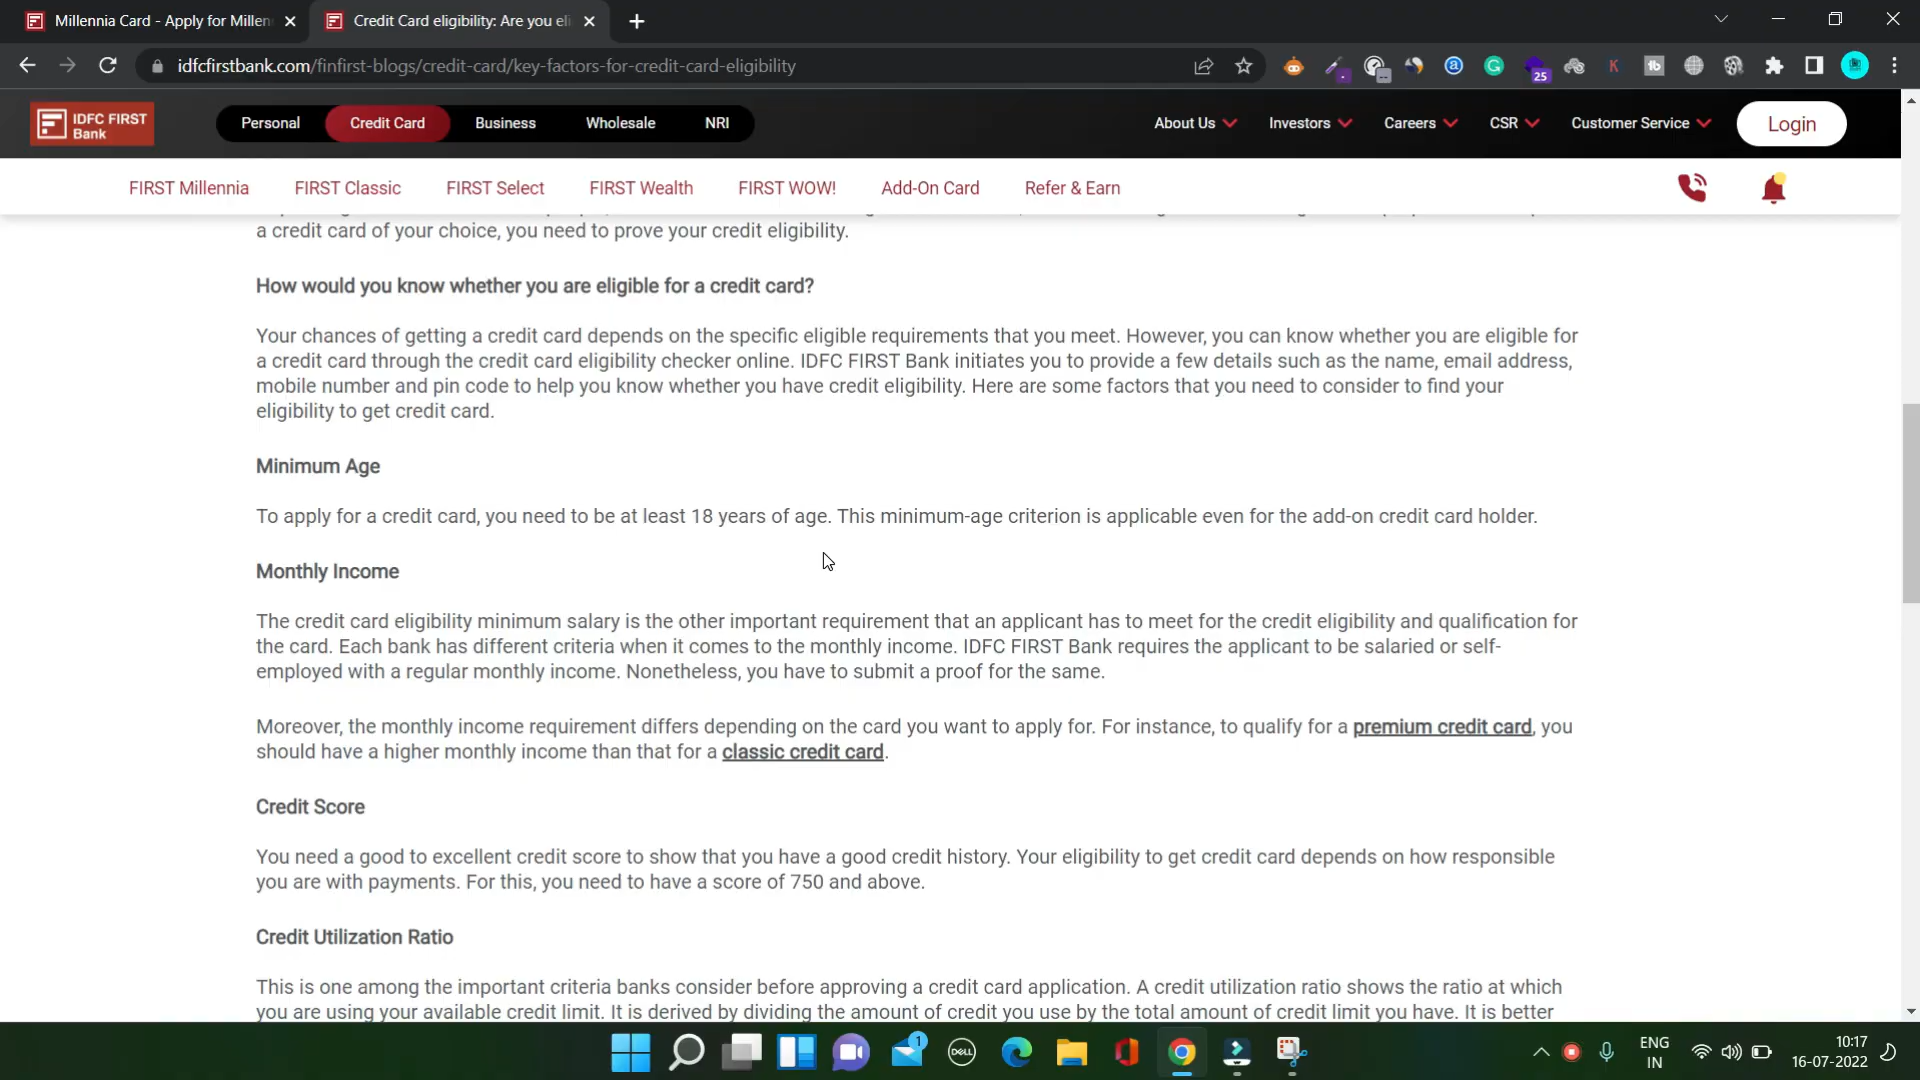 Millennia Card - Apply for Millen
Credit Card eligibility: Are you eli
idfcfirstbank.com/finfirst-blogs/credit-card/key-factors-for-credit-card-eligibility
25
K
tb
IDFC FIRST
Bank
Personal
Credit Card
Business
Wholesale
NRI
About Us
Investors
Careers
CSR
Customer Service
Login
FIRST Millennia
FIRST Classic
FIRST Select
FIRST Wealth
FIRST WOW!
Add-On Card
Refer & Earn
a credit card of your choice, you need to prove your credit eligibility.
How would you know whether you are eligible for a credit card?
Your chances of getting a credit card depends on the specific eligible requirements that you meet. However, you can know whether you are eligible for
a credit card through the credit card eligibility checker online. IDFC FIRST Bank initiates you to provide a few details such as the name, email address,
mobile number and pin code to help you know whether you have credit eligibility. Here are some factors that you need to consider to find your
eligibility to get credit card.
Minimum Age
To apply for a credit card, you need to be at least 18 years of age. This minimum-age criterion is applicable even for the add-on credit card holder.
Monthly Income
The credit card eligibility minimum salary is the other important requirement that an applicant has to meet for the credit eligibility and qualification for
the card. Each bank has different criteria when it comes to the monthly income. IDFC FIRST Bank requires the applicant to be salaried or self-
employed with a regular monthly income. Nonetheless, you have to submit a proof for the same.
Moreover, the monthly income requirement differs depending on the card you want to apply for. For instance, to qualify for a premium credit card, you
should have a higher monthly income than that for a classic credit card.
Credit Score
You need a good to excellent credit score to show that you have a good credit history. Your eligibility to get credit card depends on how responsible
you are with payments. For this, you need to have a score of 750 and above.
Credit Utilization Ratio
This is one among the important criteria banks consider before approving a credit card application. A credit utilization ratio shows the ratio at which
you are using your available credit limit. It is derived by dividing the amount of credit you use by the total amount of credit limit you have. It is better
1
DELL
ENG
IN
10:17
16-07-2022